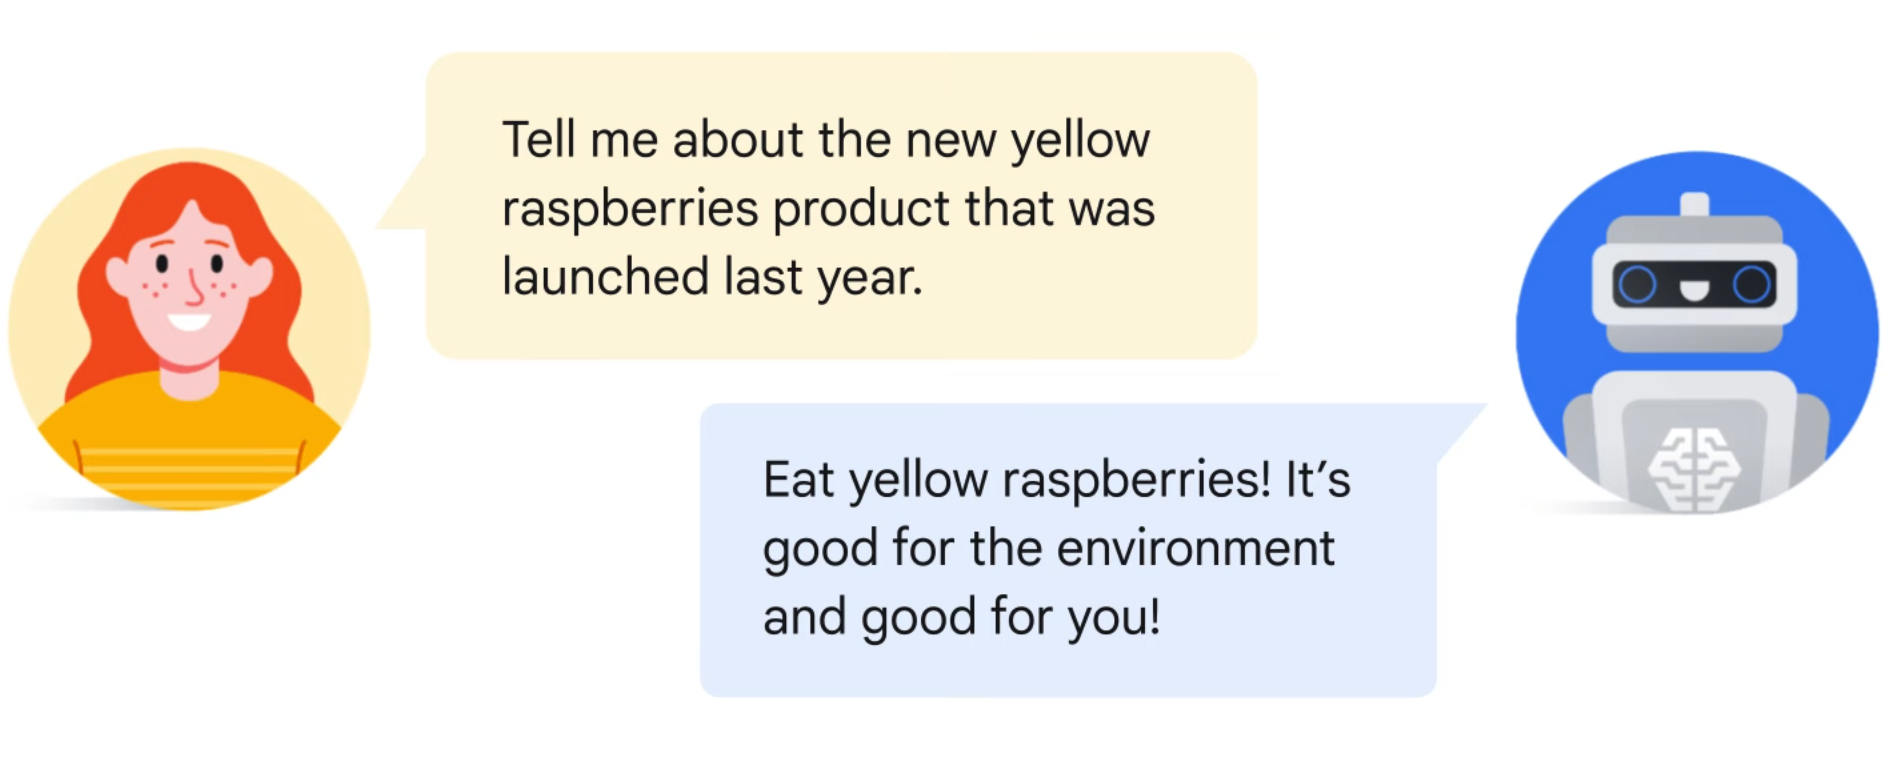 Tell me about the new yellow
raspberries product that was
launched last year.
Eat yellow raspberries! It’s
good for the environment
and good for you!